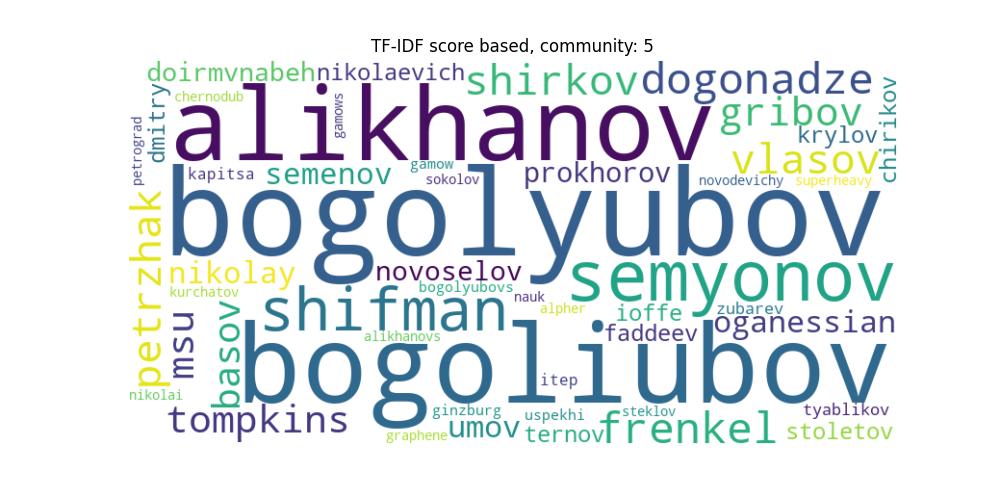 TF-IDF score based, community: 5
doirmvnabeh nikolaevich shirkov dogonadze
chernodub gamows alikhanov gribov chirikov
petrograd dmitry krylov
kapitsa semenov gamow sokolov prokhorov vlasov
novodevichy superheavy
bogolyubov
petrzhak nikolay novoselov semyonov
kurchatov bogolyubovs nauk
shifman alpher ioffe zubarev
msu basov alikhanovs faddeev oganessian
bogoliubov
nikolai itep
tompkins ginzburg uspekhi steklov tyablikov
graphene umov ternov frenkel stoletov